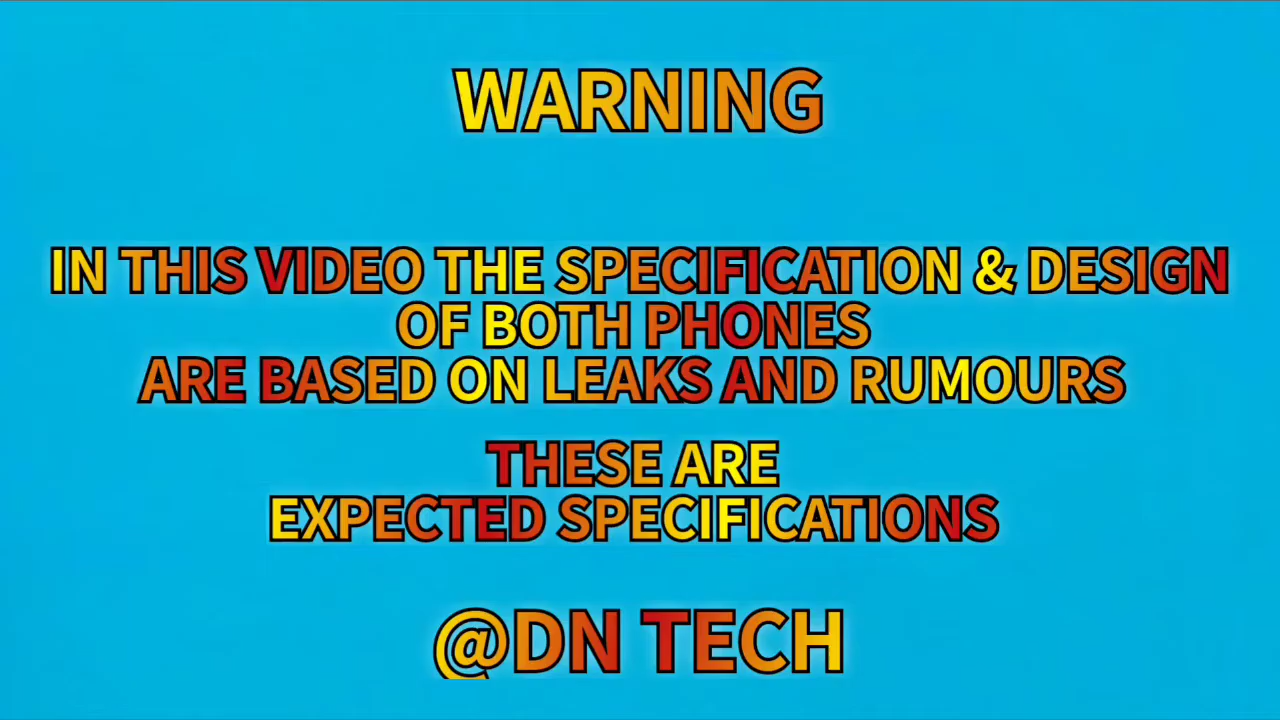 WARNING
IN THIS VIDEO THE SPECIFICATION & DESIGN
OF BOTH PHONES
ARE BASED ON LEAKS AND RUMOURS
THESE ARE
EXPECTED SPECIFICATIONS
@DN TECH